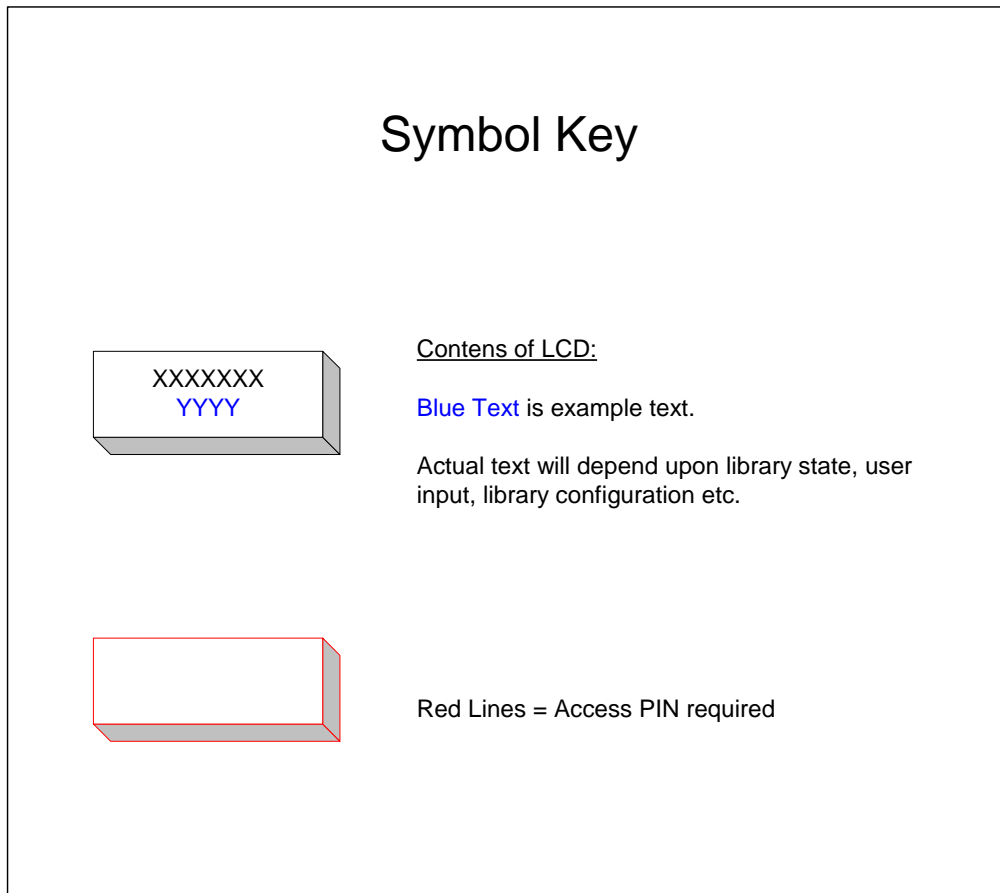 Symbol Key
XXXXXXX
YYYY
Contens of LCD:
Blue Text is example text.
Actual text will depend upon library state, user
input, library configuration etc.
Red Lines = Access PIN required